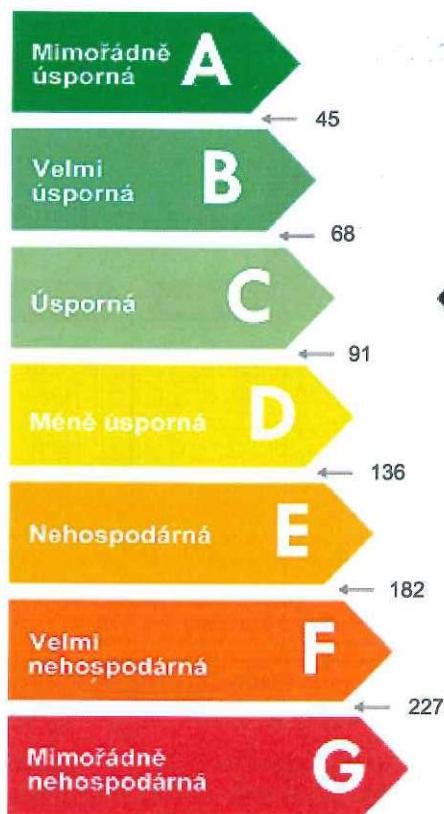 Mimořádně
úsporná
A
45
Velmi
úsporná
B
68
Úsporná
C
91
Méně úsporná
D
136
Nehospodárná
E
182
Velmi
nehospodárná
F
227
Mimořádně
nehospodárná
G